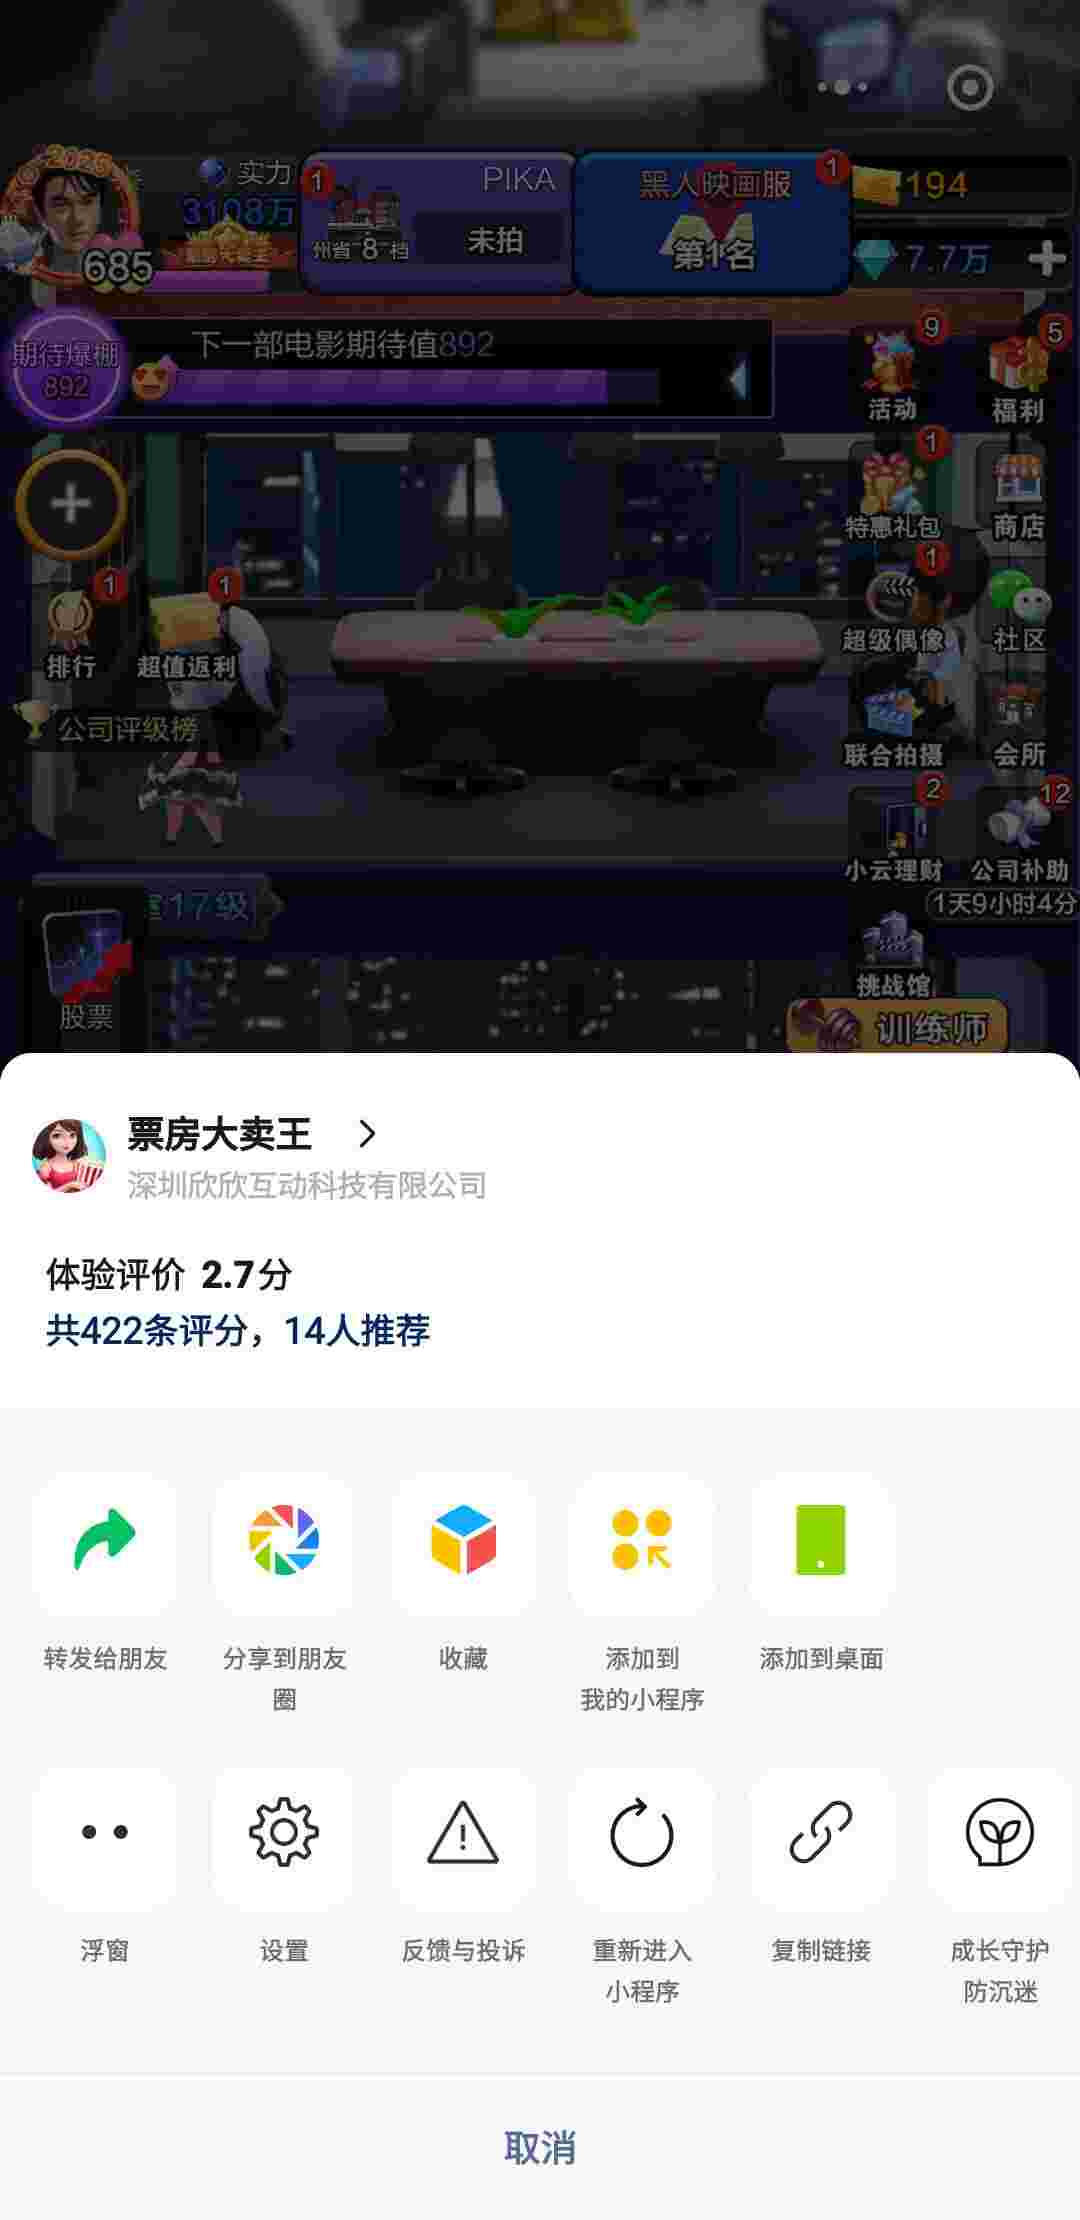 2025
实力
3108万
685
1
PIKA
州省8档
未拍
黑人映画服
1
第1名
194
7.7万
期待爆棚
892
下一部电影期待值892
9
活动
5
福利
1
特惠礼包
商店
1
超级偶像
社区
1
排行
1
超值返利
公司评级榜
联合拍摄
会所
2
小云理财
12
公司补助
1天9小时4分
室17级
股票
挑战馆
训练师
票房大卖王
深圳欣欣互动科技有限公司
体验评价 2.7分
共422条评分，14人推荐
转发给朋友
分享到朋友
圈
收藏
添加到
我的小程序
添加到桌面
浮窗
设置
反馈与投诉
重新进入
小程序
复制链接
成长守护
防沉迷
取消